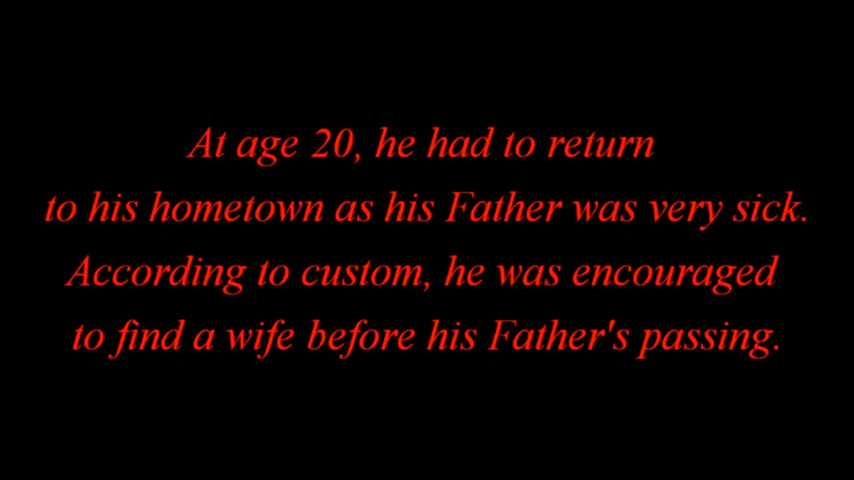 At age 20, he had to return
to his hometown as his Father was very sick.
According to custom, he was encouraged
to find a wife before his Father's passing.